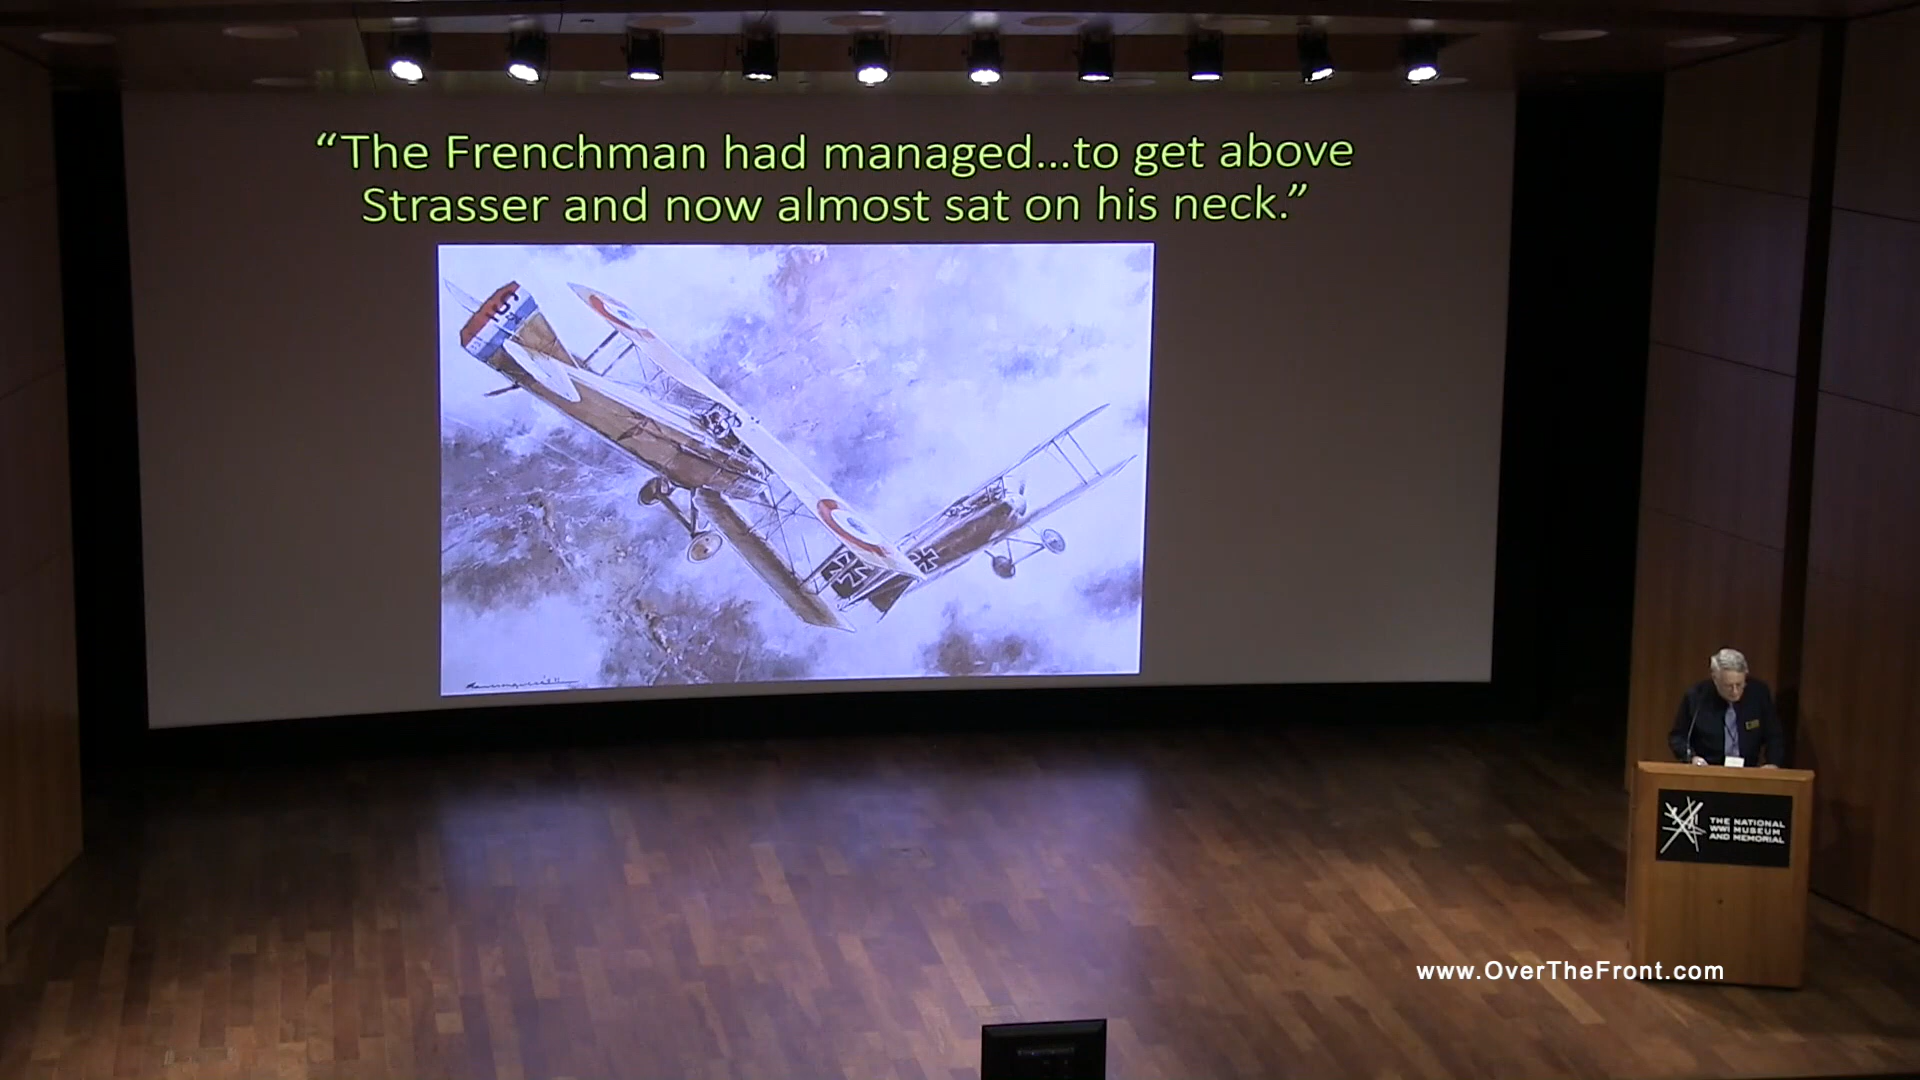 “The Frenchman had managed...to get above
Strasser and now almost sat on his neck.”
THE NATIONAL
WWI MUSEUM
AND MEMORIAL
www.OverTheFront.com